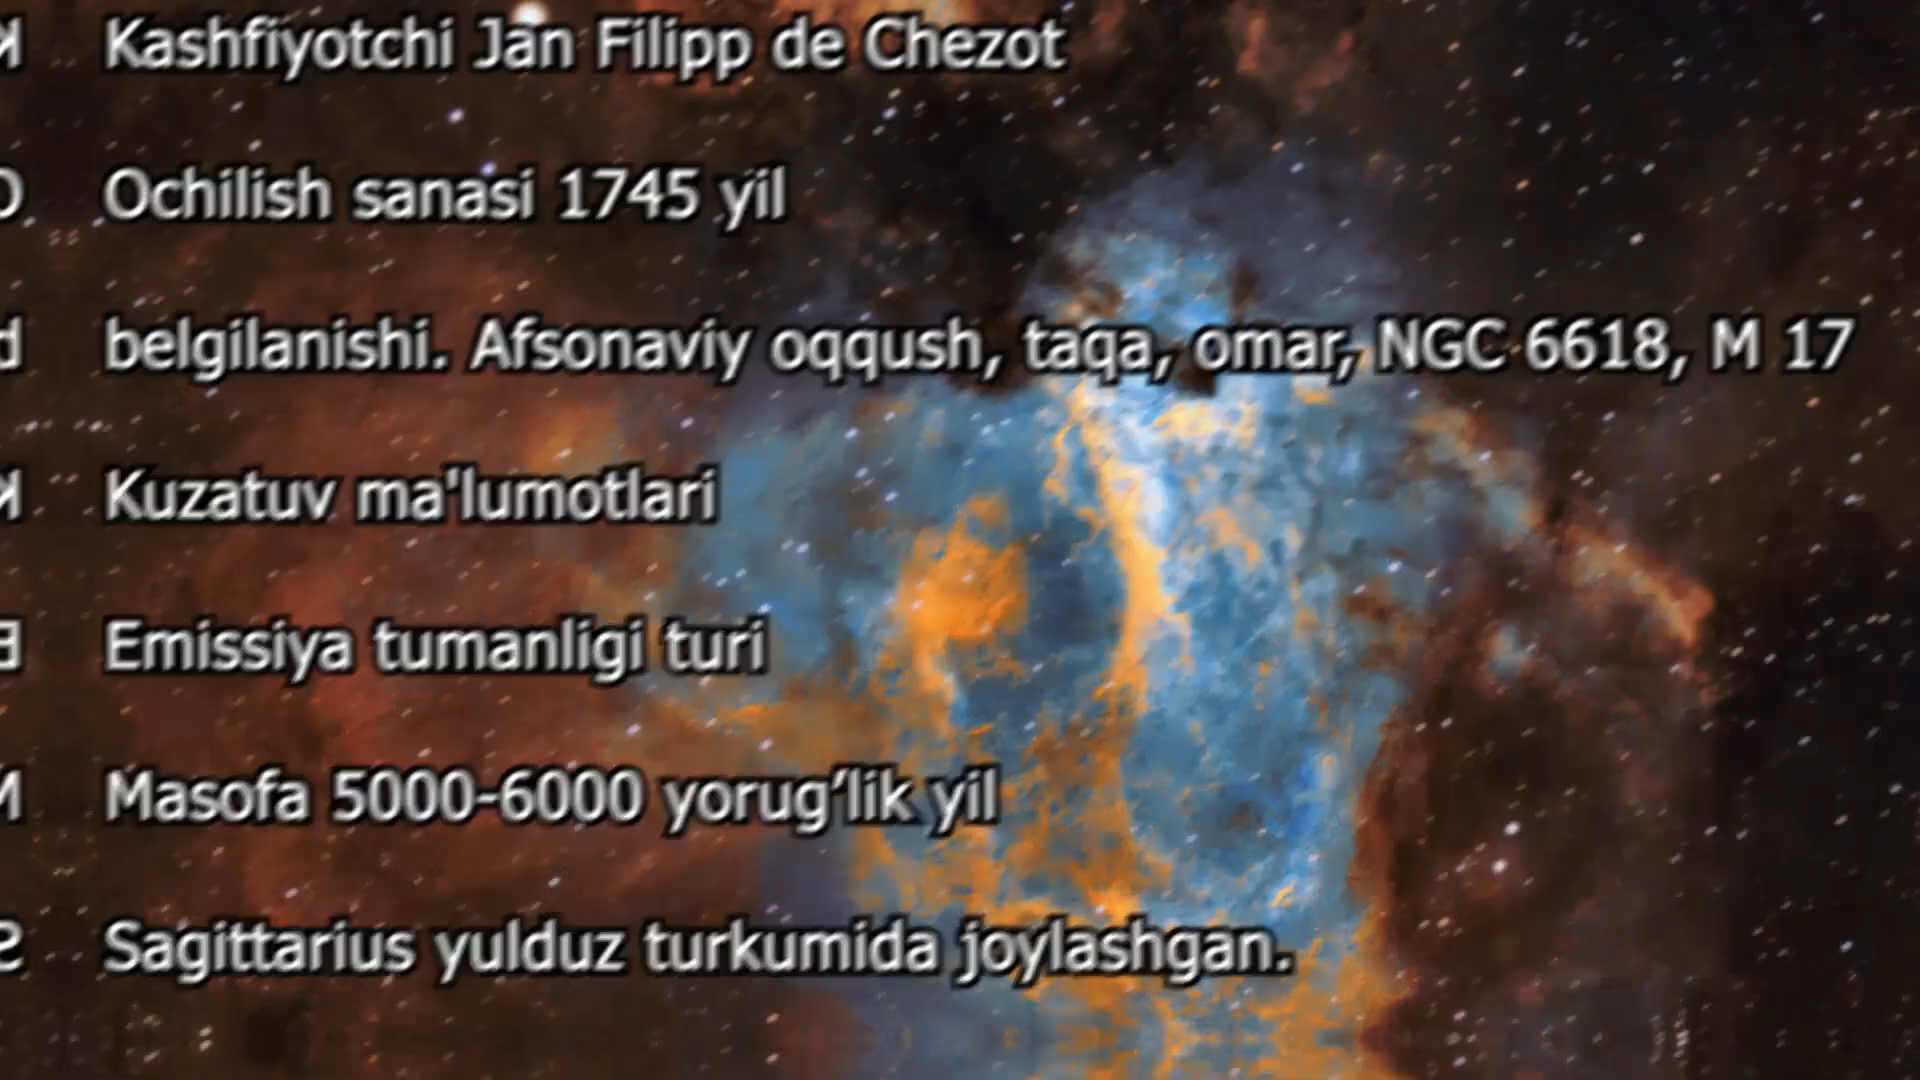 Kashfiyotchi Jan Filipp de Chezot
Ochilish sanasi 1745 yil
belgilanishi. Afsonaviy oqqush, taqa, omar, NGC 6618, M 17
Kuzatuv ma'lumotlari
Emissiya tumanligi turi
Masofa 5000-6000 yorug’lik yil
Sagittarius yulduz turkumida joylashgan.